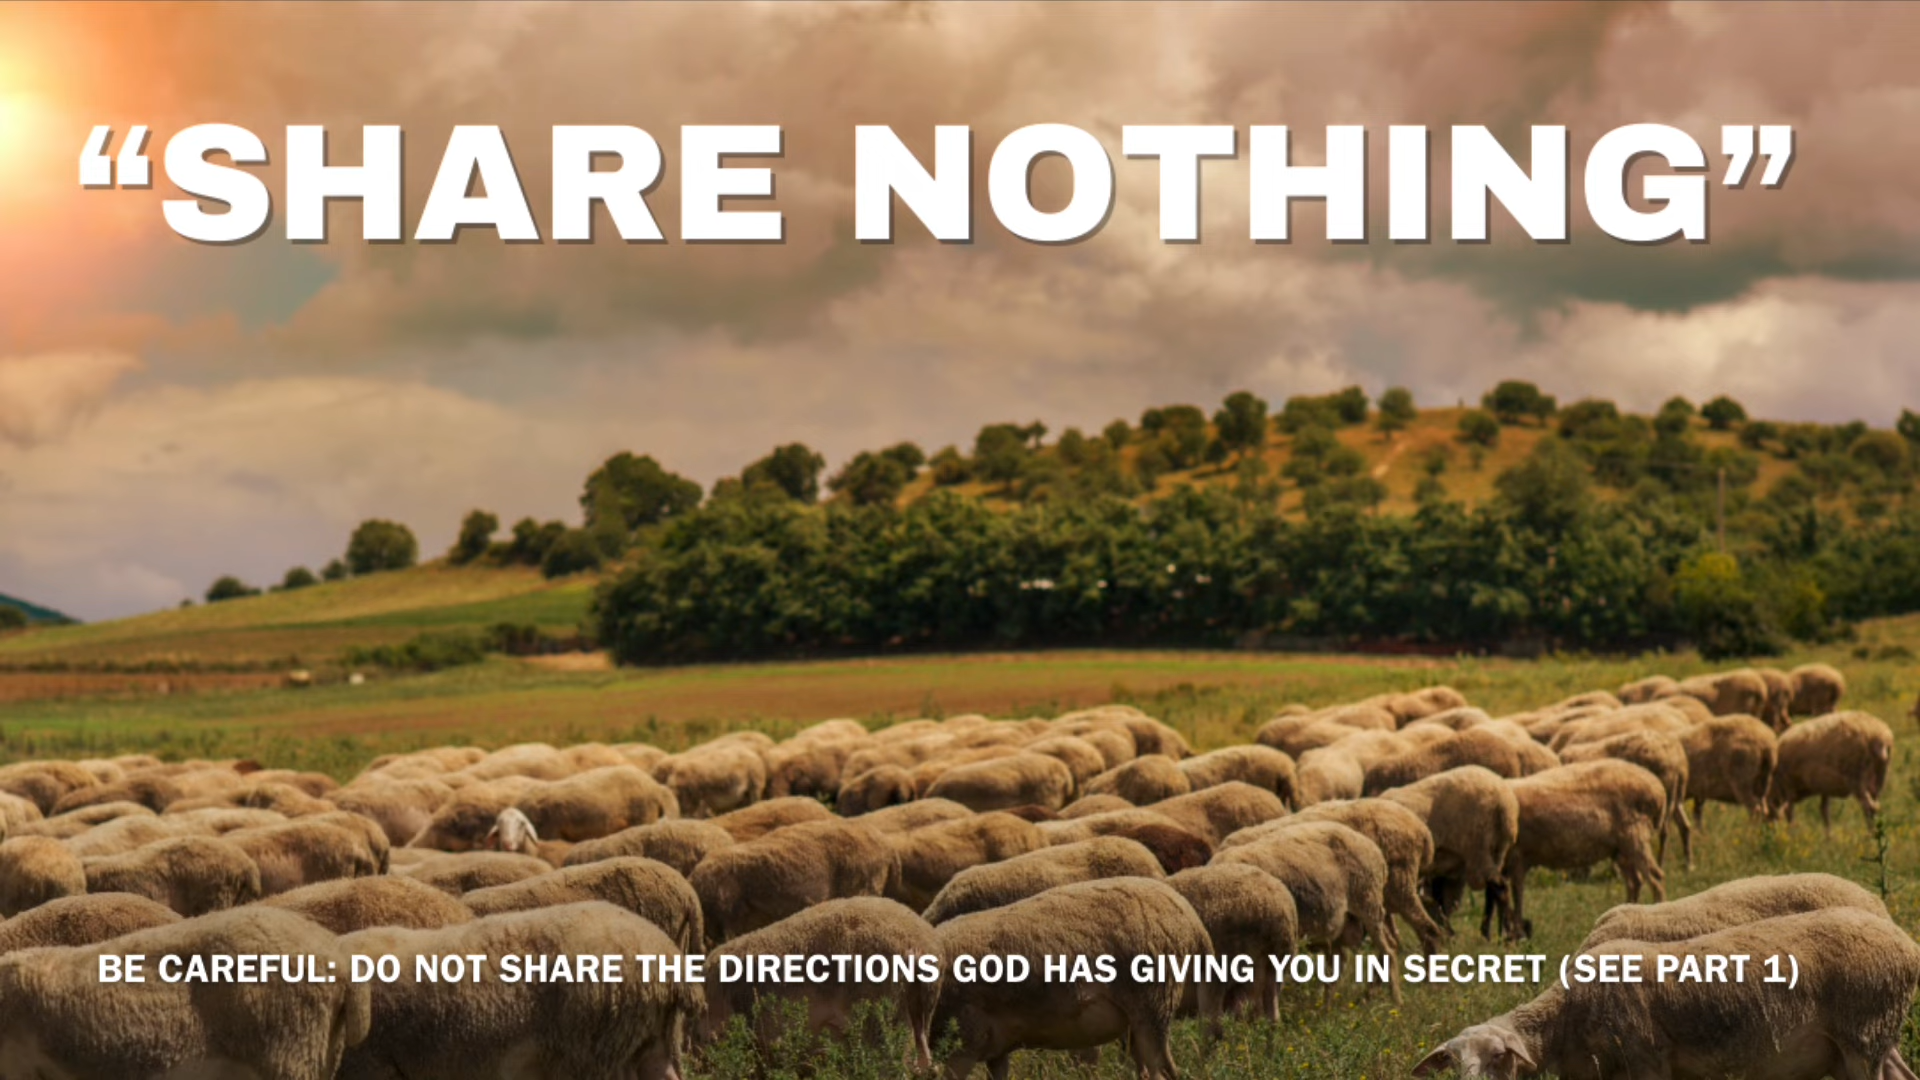 “SHARE NOTHING”
BE CAREFUL: DO NOT SHARE THE DIRECTIONS GOD HAS GIVING YOU IN SECRET (SEE PART 1)